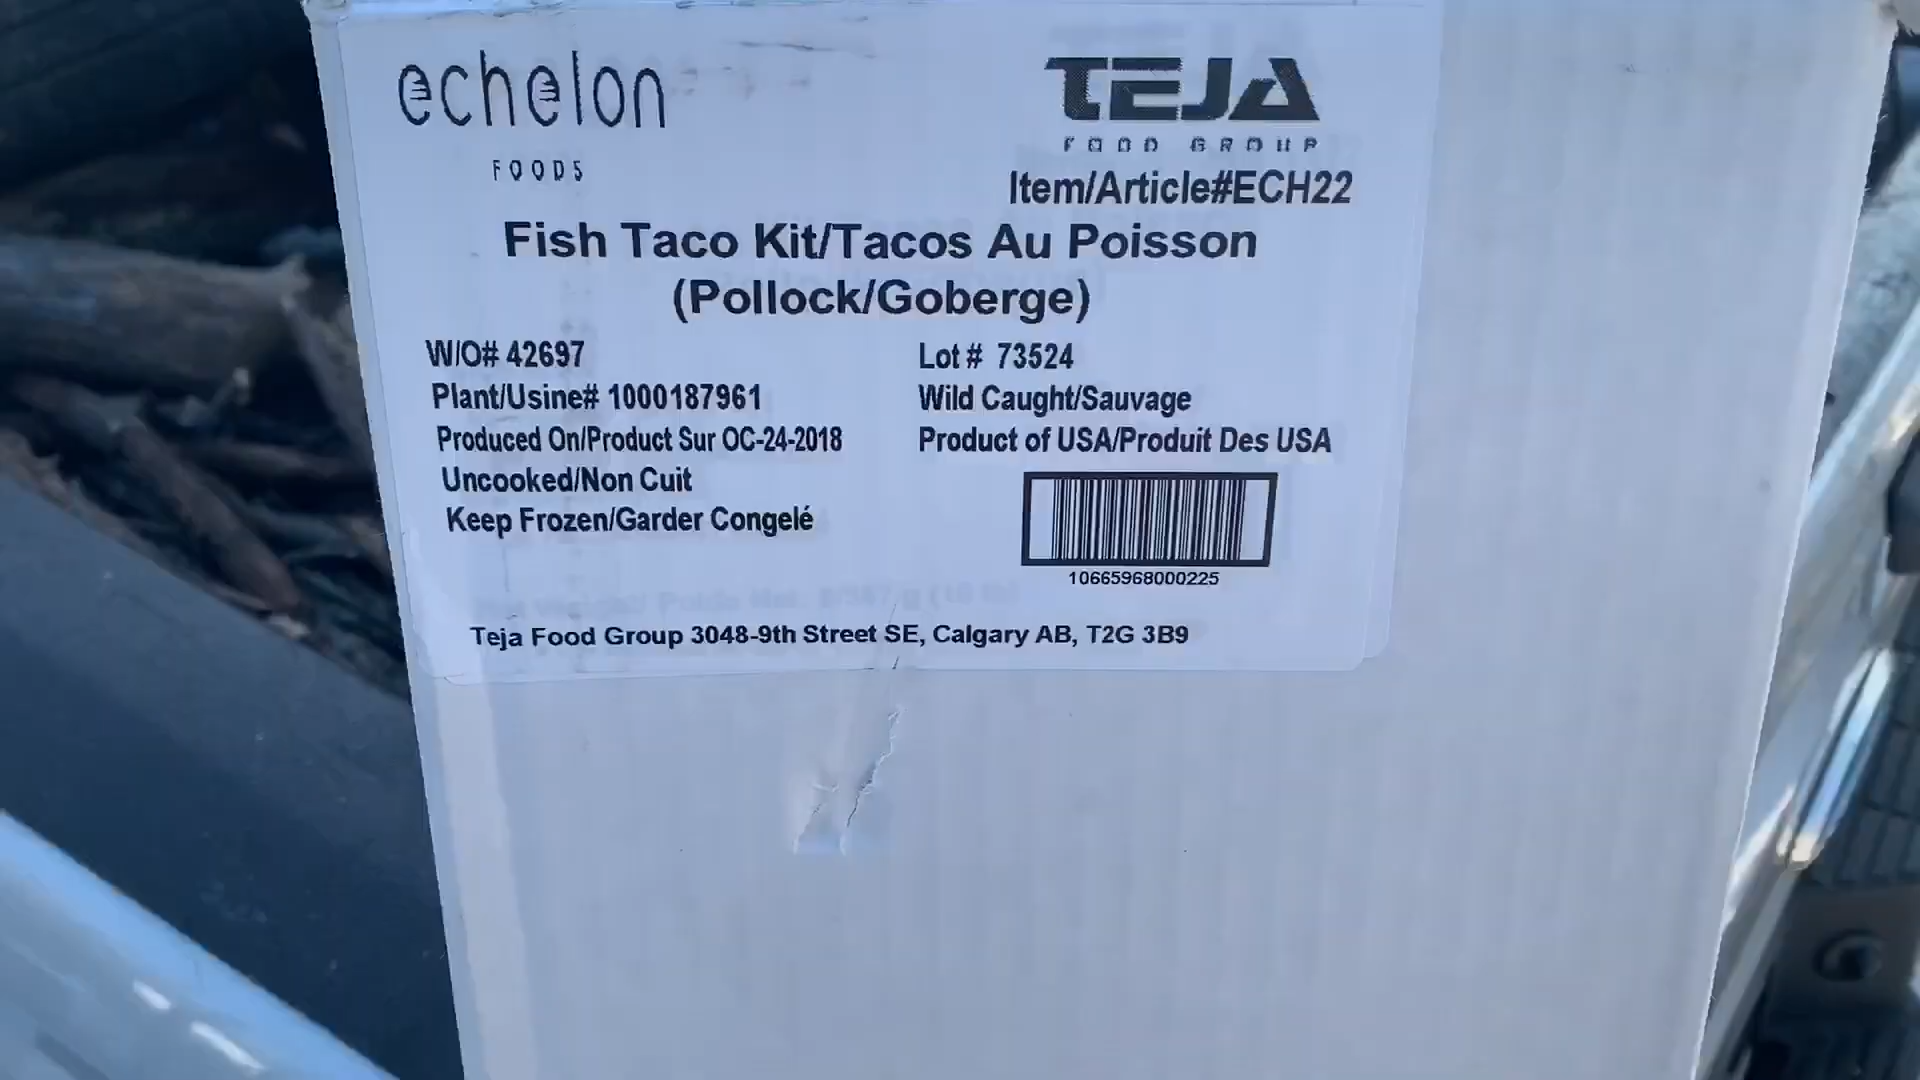 echelon
FOODS
TEJA
FOOD GROUP
Item/Article#ECH22
Fish Taco Kit/Tacos Au Poisson
(Pollock/Goberge)
W/O# 42697
Lot # 73524
Plant/Usine# 1000187961
Wild Caught/Sauvage
Produced On/Product Sur OC-24-2018
Product of USA/Produit Des USA
Uncooked/Non Cuit
Keep Frozen/Garder Congelé
10665968000225
Teja Food Group 3048-9th Street SE, Calgary AB, T2G 3B9